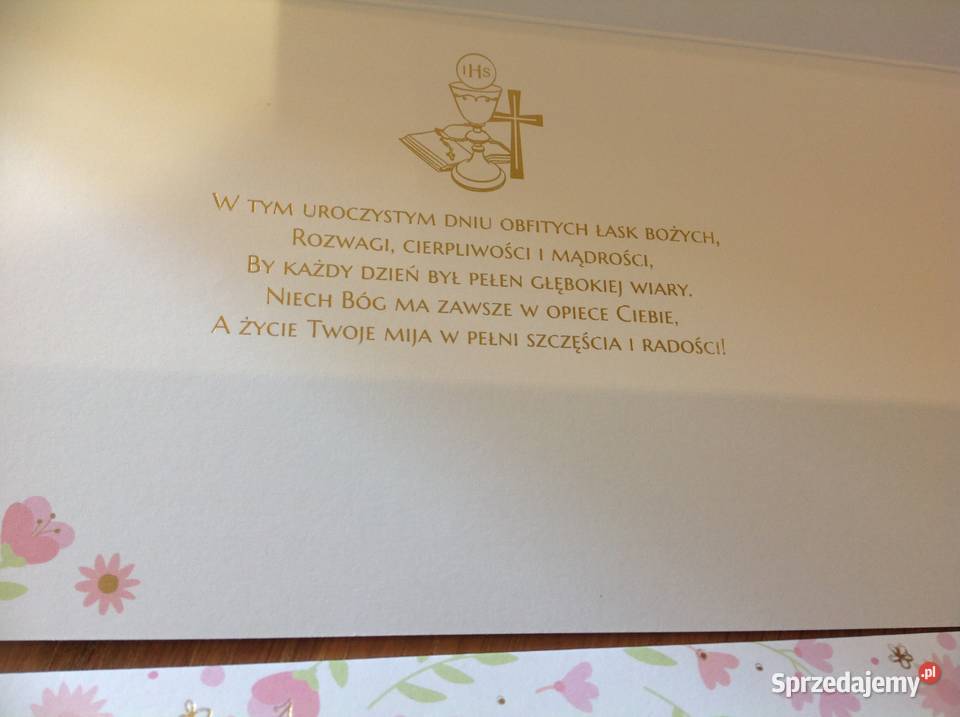 IHS
W TYM UROCZYSTYM DNIU OBFITYCH ŁASK BOŻYCH,
ROZWAGI, CIERPLIWOŚCI I MĄDROŚCI,
BY KAŻDY DZIEŃ BYŁ PEŁEN GŁĘBOKIEJ WIARY.
NIECH BÓG MA ZAWSZE W OPIECE CIEBIE,
A ŻYCIE TWOJE MIJA W PEŁNI SZCZĘŚCIA I RADOŚCI!
Sprzedajemy.pl